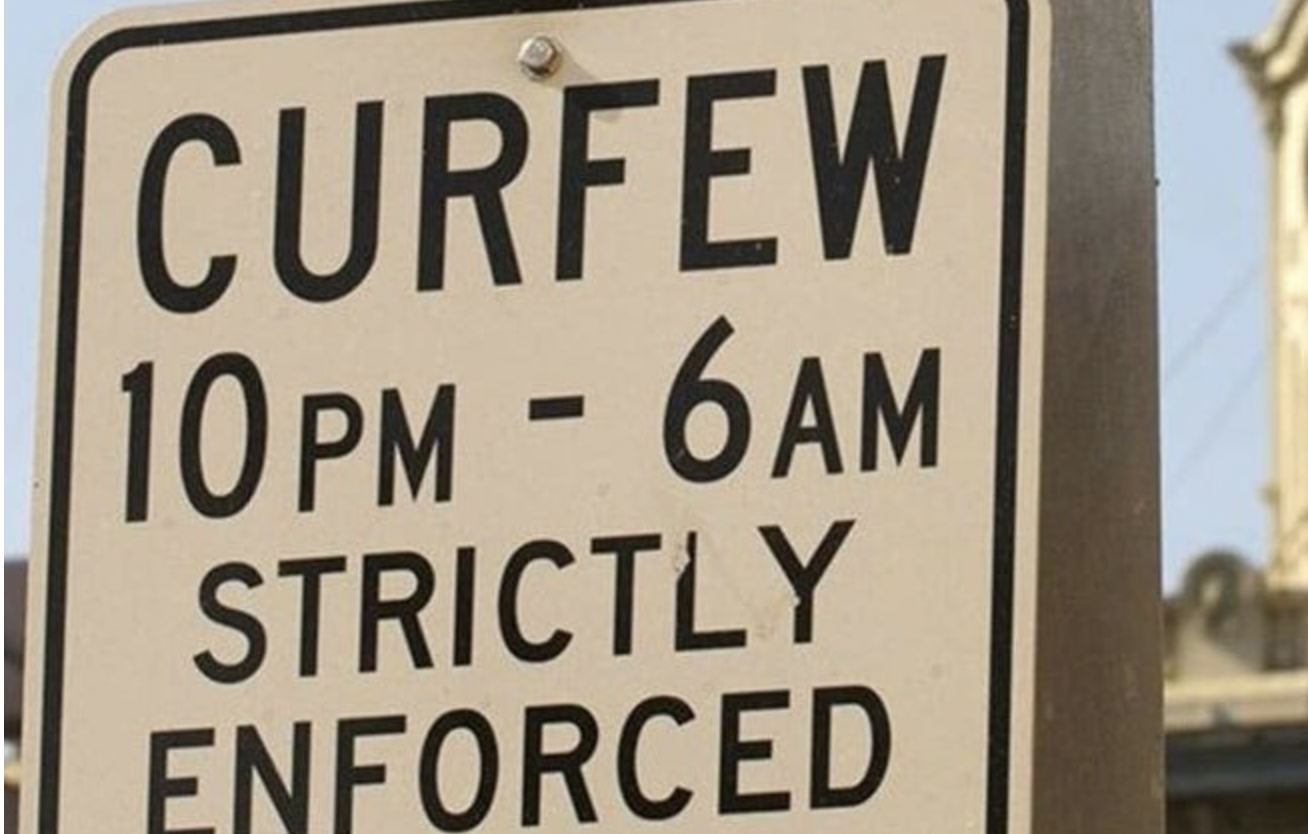 CURFEW
10PM - 6AM
STRICTLY
ENFORCED